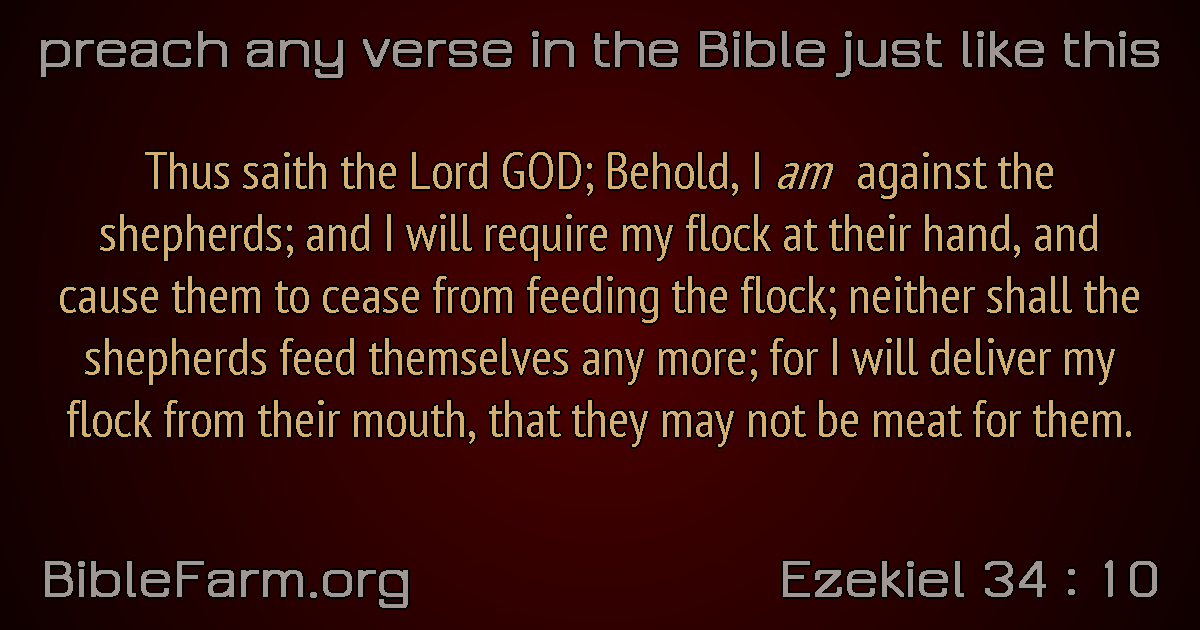 preach any verse in the Bible just like this
Thus saith the Lord GOD; Behold, I am against the
shepherds; and I will require my flock at their hand, and
cause them to cease from feeding the flock; neither shall the
shepherds feed themselves any more; for I will deliver my
flock from their mouth, that they may not be meat for them.
BibleFarm.org
Ezekiel 34 : 10